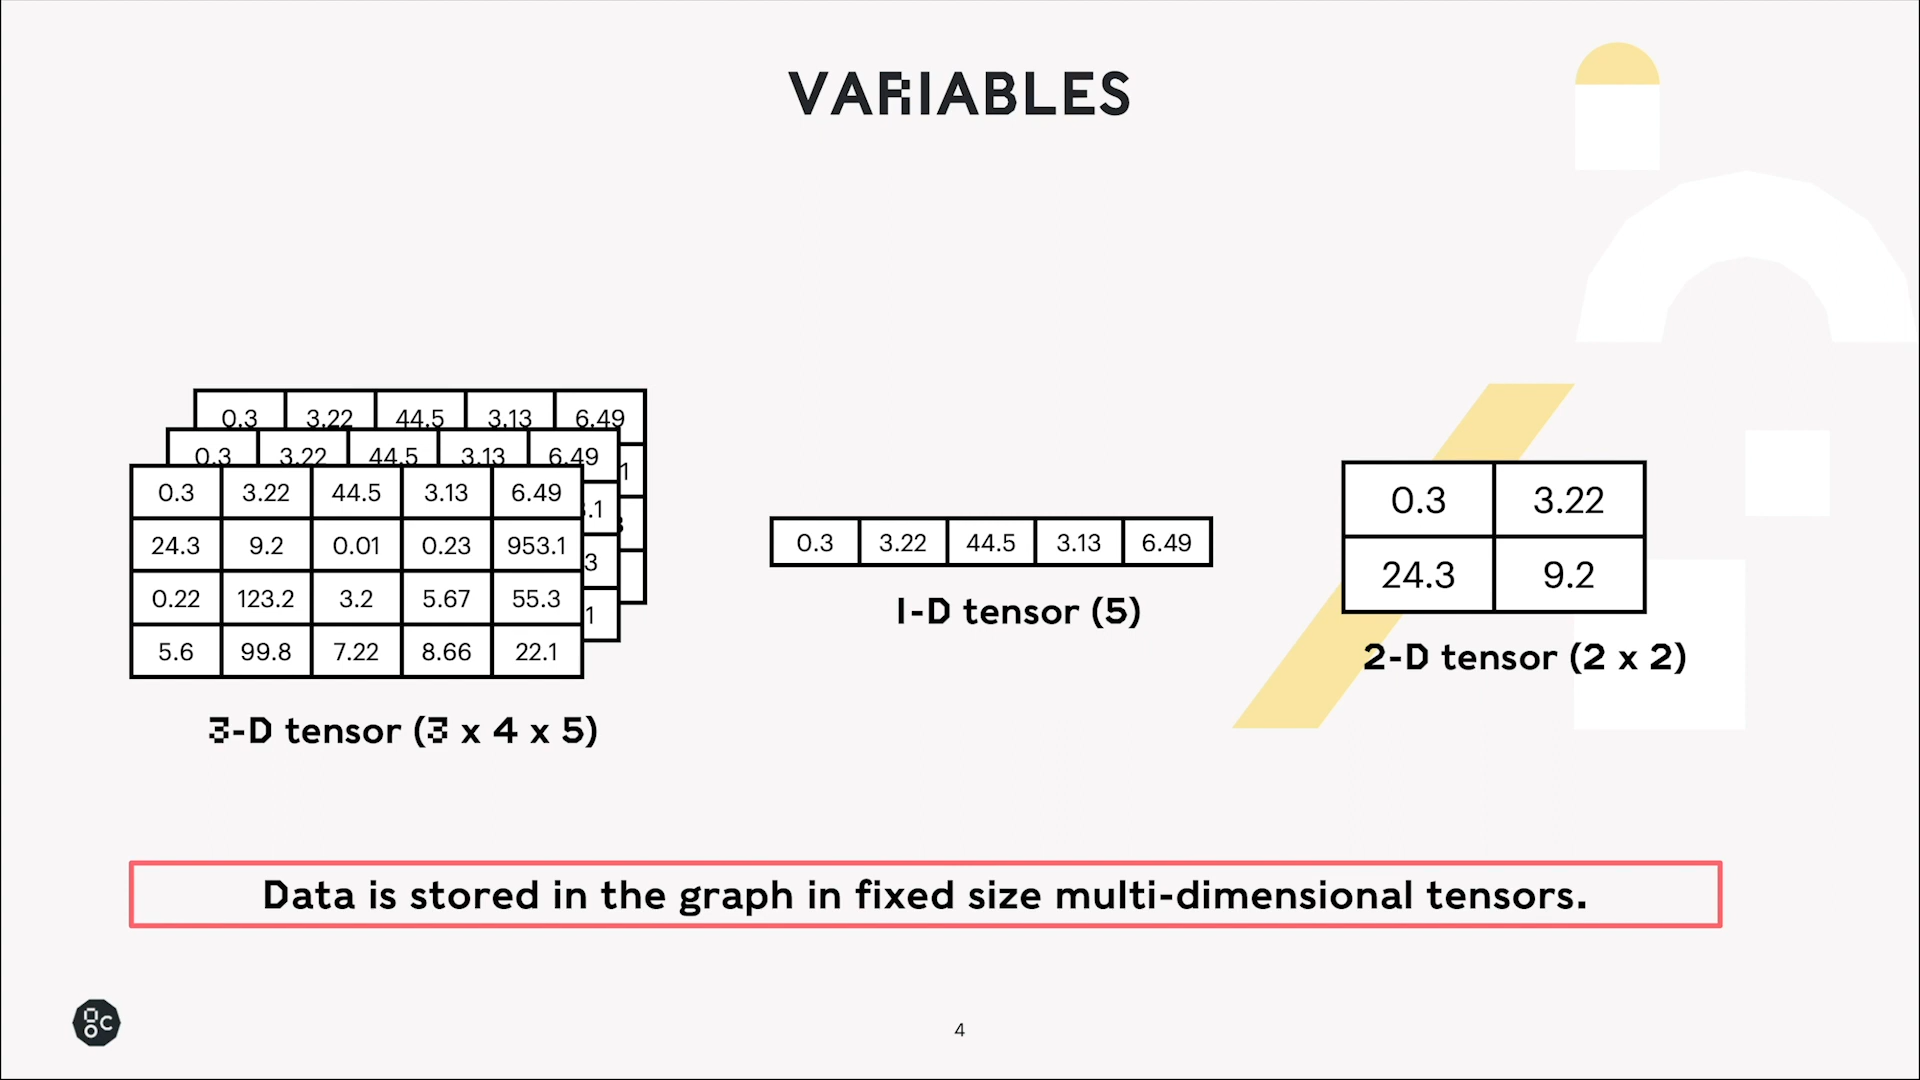 VARIABLES
0.3 3.22 44.5 3.13 6.49
0.3 3.22 44.5 3.13 6.49
0.3 3.22 44.5 3.13 6.49
24.3 9.2 0.01 0.23 953.1
0.22 123.2 3.2 5.67 55.3
5.6 99.8 7.22 8.66 22.1
3-D tensor (3 x 4 x 5)
0.3 3.22 44.5 3.13 6.49
1-D tensor (5)
0.3 3.22
24.3 9.2
2-D tensor (2 x 2)
Data is stored in the graph in fixed size multi-dimensional tensors.
4